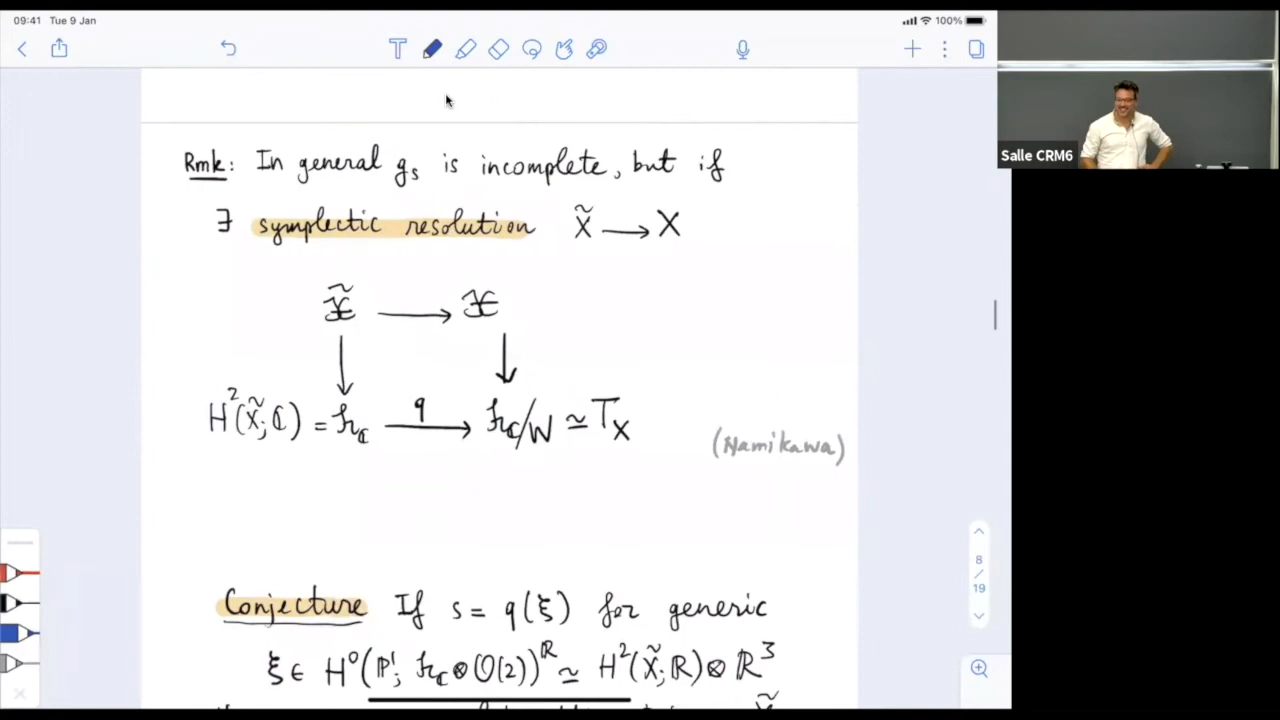 09:41 Tue 9 Jan
100%
Rmk: In general g_s is incomplete, but if
∃ symplectic resolution X̃ → X
𝒳̃ → 𝒳
↓ ↓
H²(X̃; ℂ) = 𝔥_ℂ →^q 𝔥_ℂ/W ≃ T_X
(Namikawa)
Conjecture If s = q(ξ) for generic
ξ ∈ H⁰(ℙ¹; 𝔥_ℂ ⊗ O(2))^ℝ ≃ H²(X̃; ℝ) ⊗ ℝ³
8
/
19
Salle CRM6